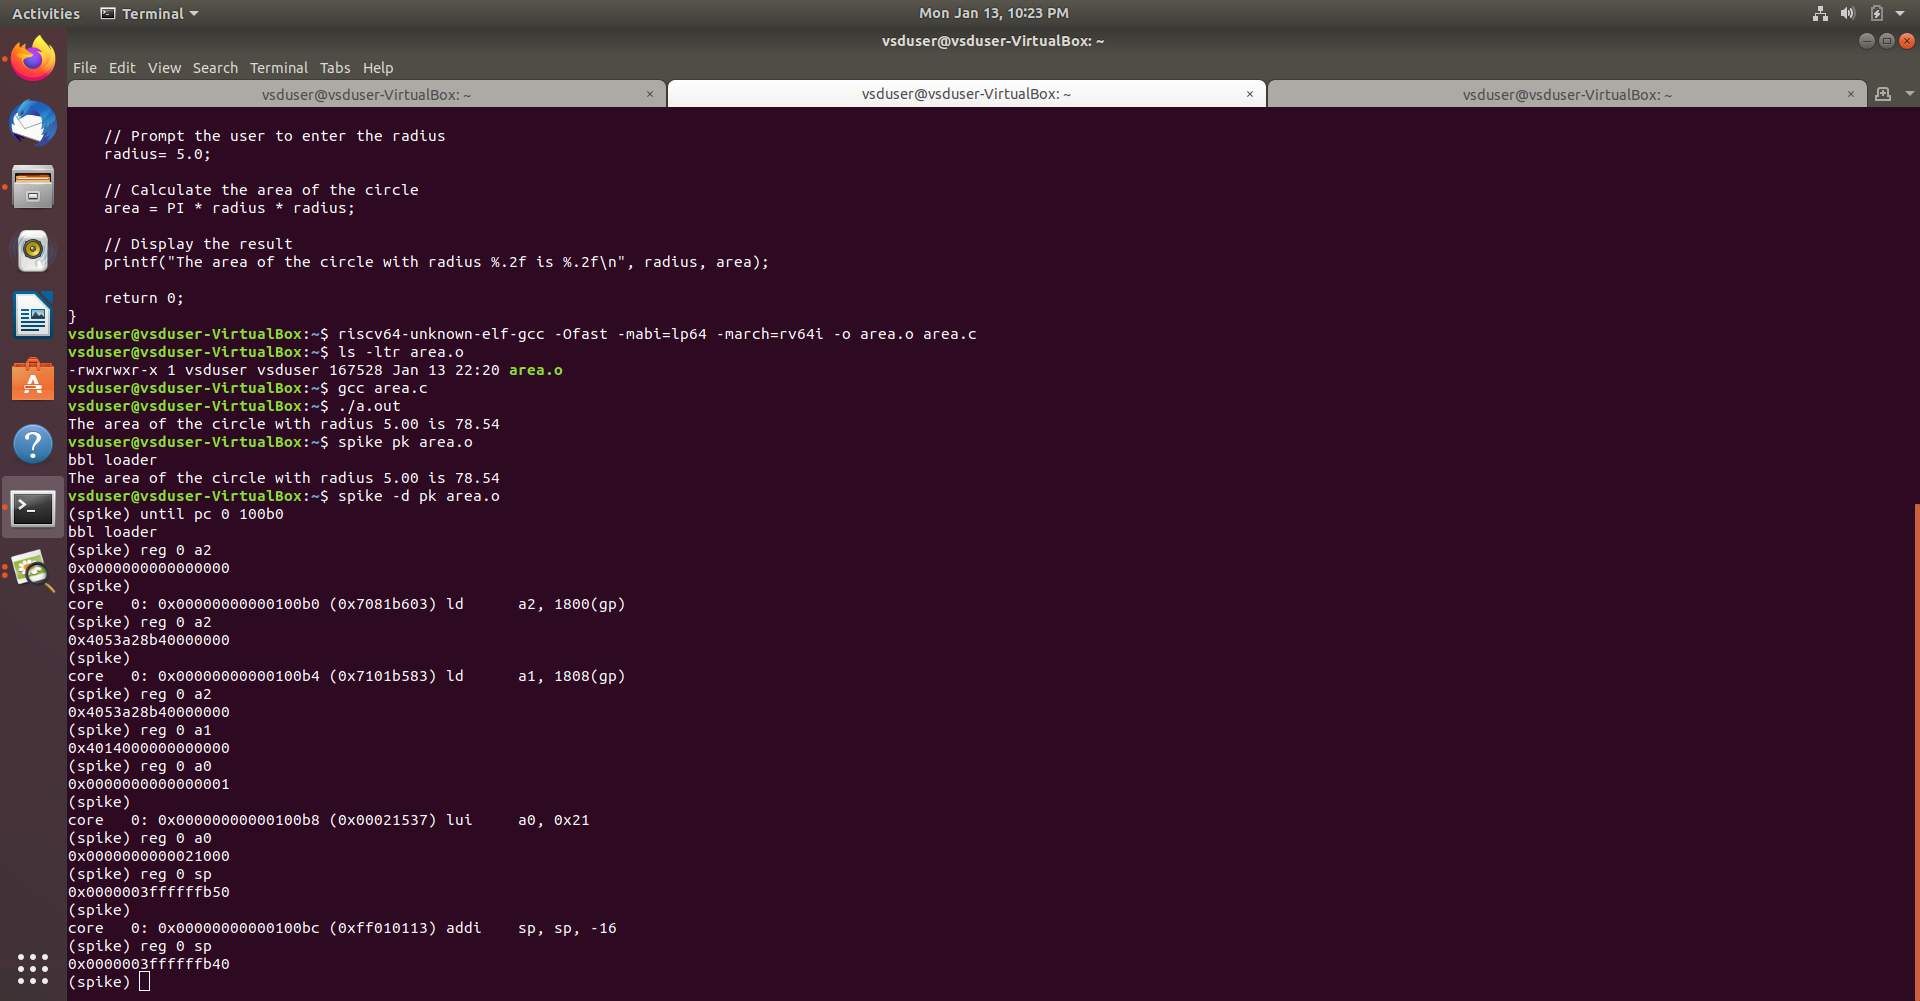 Activities
Terminal
Mon Jan 13, 10:23 PM
vsduser@vsduser-VirtualBox: ~
File Edit View Search Terminal Tabs Help
vsduser@vsduser-VirtualBox: ~ × vsduser@vsduser-VirtualBox: ~ × vsduser@vsduser-VirtualBox: ~ ×
// Prompt the user to enter the radius
radius= 5.0;
// Calculate the area of the circle
area = PI * radius * radius;
// Display the result
printf("The area of the circle with radius %.2f is %.2f\n", radius, area);
return 0;
}
vsduser@vsduser-VirtualBox:~$ riscv64-unknown-elf-gcc -Ofast -mabi=lp64 -march=rv64i -o area.o area.c
vsduser@vsduser-VirtualBox:~$ ls -ltr area.o
-rwxrwxr-x 1 vsduser vsduser 167528 Jan 13 22:20 area.o
vsduser@vsduser-VirtualBox:~$ gcc area.c
vsduser@vsduser-VirtualBox:~$ ./a.out
The area of the circle with radius 5.00 is 78.54
vsduser@vsduser-VirtualBox:~$ spike pk area.o
bbl loader
The area of the circle with radius 5.00 is 78.54
vsduser@vsduser-VirtualBox:~$ spike -d pk area.o
(spike) until pc 0 100b0
bbl loader
(spike) reg 0 a2
0x0000000000000000
(spike)
core   0: 0x00000000000100b0 (0x7081b603) ld      a2, 1800(gp)
(spike) reg 0 a2
0x4053a28b40000000
(spike)
core   0: 0x00000000000100b4 (0x7101b583) ld      a1, 1808(gp)
(spike) reg 0 a2
0x4053a28b40000000
(spike) reg 0 a1
0x4014000000000000
(spike) reg 0 a0
0x0000000000000001
(spike)
core   0: 0x00000000000100b8 (0x00021537) lui     a0, 0x21
(spike) reg 0 a0
0x0000000000021000
(spike) reg 0 sp
0x0000003ffffffb50
(spike)
core   0: 0x00000000000100bc (0xff010113) addi    sp, sp, -16
(spike) reg 0 sp
0x0000003ffffffb40
(spike)